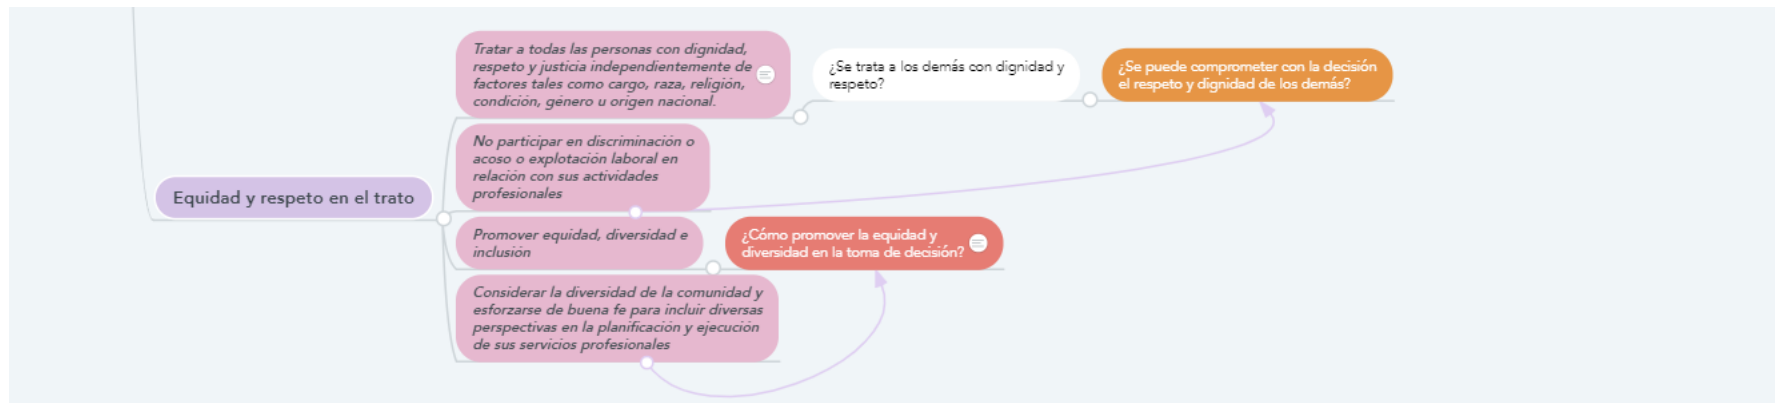 Tratar a todas las personas con dignidad,
respeto y justicia independientemente de
factores tales como cargo, raza, religión,
condición, género u origen nacional.
¿Se trata a los demás con dignidad y
respeto?
¿Se puede comprometer con la decisión
el respeto y dignidad de los demás?
No participar en discriminación o
acoso o explotación laboral en
relación con sus actividades
profesionales
Equidad y respeto en el trato
Promover equidad, diversidad e
inclusión
¿Cómo promover la equidad y
diversidad en la toma de decisión?
Considerar la diversidad de la comunidad y
esforzarse de buena fe para incluir diversas
perspectivas en la planificación y ejecución
de sus servicios profesionales